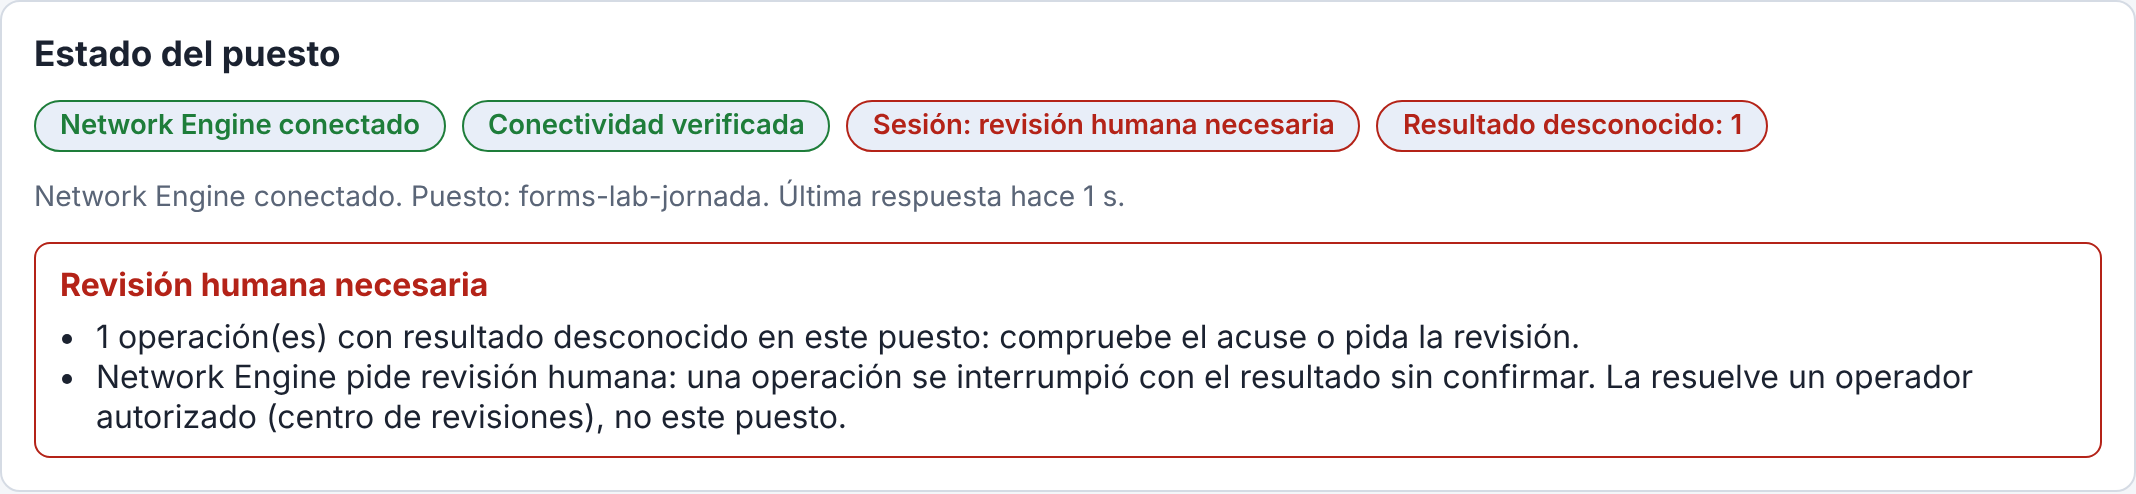 Estado del puesto
Network Engine conectado
Conectividad verificada
Sesión: revisión humana necesaria
Resultado desconocido: 1
Network Engine conectado. Puesto: forms-lab-jornada. Última respuesta hace 1 s.
Revisión humana necesaria
• 1 operación(es) con resultado desconocido en este puesto: compruebe el acuse o pida la revisión.
• Network Engine pide revisión humana: una operación se interrumpió con el resultado sin confirmar. La resuelve un operador
autorizado (centro de revisiones), no este puesto.